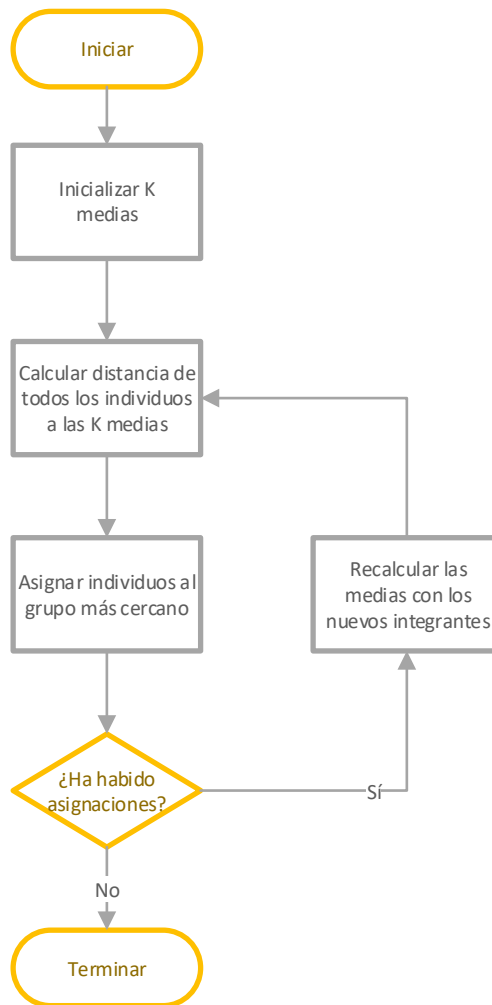 Iniciar
Inicializar K
medias
Calcular distancia de
todos los individuos
a las K medias
Asignar individuos al
grupo más cercano
Recalcular las
medias con los
nuevos integrantes
¿Ha habido
asignaciones?
Sí
No
Terminar